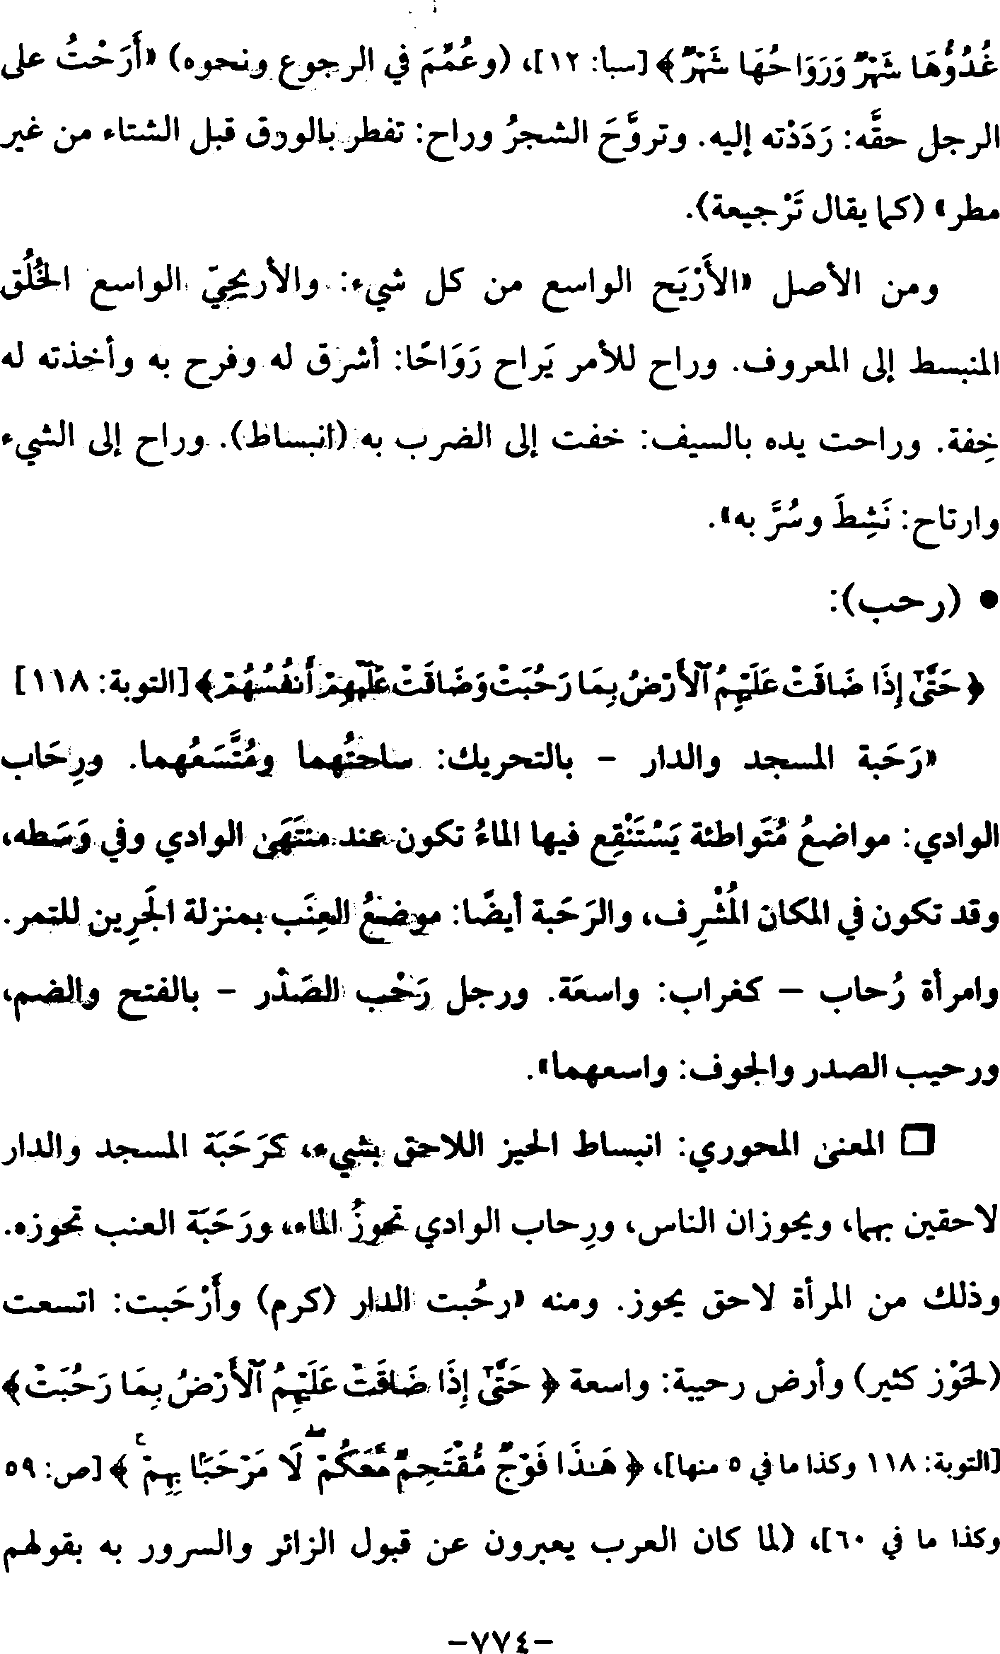 غُدُوُّهَا شَهْرٌ وَرَوَاحُهَا شَهْرٌ ﴾ [سبأ: ١٢]، (وعُمِّمَ في الرجوع ونحوه) «أَرَحْتُ على
الرجل حقَّه: رَدَدْته إليه. وتروَّحَ الشجرُ وراح: تفطر بالورق قبل الشتاء من غير
مطر» (كما يقال تَرْجيعة).
ومن الأصل «الأَرْيَح الواسع من كل شيء: والأريحِيّ الواسع الخُلُق
المنبسط إلى المعروف. وراح للأمر يَراح رَوَاحًا: أشرق له وفرح به وأخذته له
خِفة. وراحت يده بالسيف: خفت إلى الضرب به (انبساط). وراح إلى الشيء
وارتاح: نَشِطَ وسُرَّ به».
• (رحب):
﴿ حَتَّىٰٓ إِذَا ضَاقَتْ عَلَيْهِمُ ٱلْأَرْضُ بِمَا رَحُبَتْ وَضَاقَتْ عَلَيْهِمْ أَنفُسُهُمْ ﴾ [التوبة: ١١٨]
«رَحَبة المسجد والدار - بالتحريك: ساحتُهما ومُتَّسَعُهما. ورِحَاب
الوادي: مواضعُ مُتَواطئة يَسْتَنْقِع فيها الماءُ تكون عند منتَهَى الوادي وفي وَسَطه،
وقد تكون في المكان المُشْرِف، والرَحَبة أيضًا: موضعُ العِنَب بمنزلة الجَرِين للتمر.
وامرأة رُحاب - كغراب: واسعَة. ورجل رَحْب الصَدْر - بالفتح والضم،
ورحيب الصدر والجوف: واسعهما».
❑ المعنى المحوري: انبساط الحيز اللاحق بشيء، كرَحَبَة المسجد والدار
لاحقين بهما، ويحوزان الناس، ورِحاب الوادي تحوزُ الماء، ورَحَبَة العنب تحوزه.
وذلك من المرأة لاحق يحوز. ومنه «رحُبت الدار (كرم) وأَرْحَبت: اتسعت
(لحَوْز كثير) وأرض رحيبة: واسعة ﴿ حَتَّىٰٓ إِذَا ضَاقَتْ عَلَيْهِمُ ٱلْأَرْضُ بِمَا رَحُبَتْ ﴾
[التوبة: ١١٨ وكذا ما في ٥ منها]، ﴿ هَـٰذَا فَوْجٌ مُّقْتَحِمٌ مَّعَكُمْ ۖ لَا مَرْحَبًۢا بِهِمْ ۚ ﴾ [ص: ٥٩
وكذا ما في ٦٠]، (لما كان العرب يعبرون عن قبول الزائر والسرور به بقولهم
-٧٧٤-